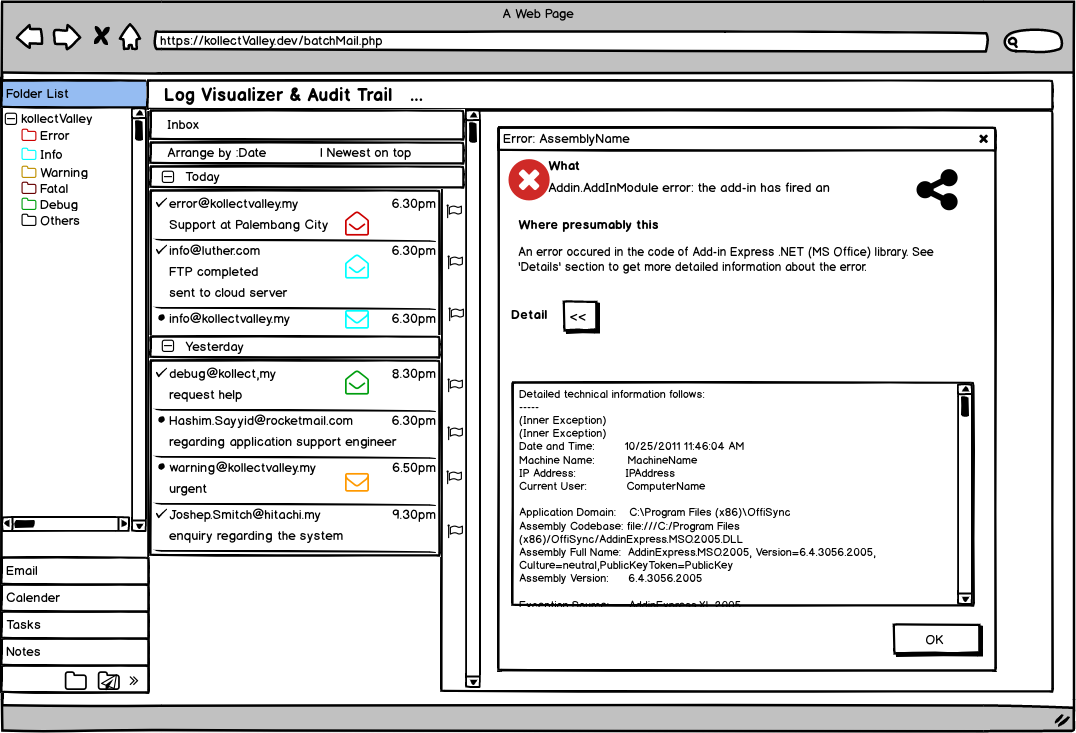 A Web Page
https://kollectValley.dev/batchMail.php
Folder List
kollectValley
Error
Info
Warning
Fatal
Debug
Others
Email
Calender
Tasks
Notes
»
Log Visualizer & Audit Trail ...
Inbox
Arrange by :Date | Newest on top
Today
error@kollectvalley.my 6.30pm
Support at Palembang City
info@luther.com 6.30pm
FTP completed
sent to cloud server
info@kollectvalley.my 6.30pm
Yesterday
debug@kollect,my 8.30pm
request help
Hashim.Sayyid@rocketmail.com 6.30pm
regarding application support engineer
warning@kollectvalley.my 6.50pm
urgent
Joshep.Smitch@hitachi.my 9.30pm
enquiry regarding the system
Error: AssemblyName
What
Addin.AddInModule error: the add-in has fired an
Where presumably this
An error occured in the code of Add-in Express .NET (MS Office) library. See
'Details' section to get more detailed information about the error.
Detail <<
Detailed technical information follows:
-----
(Inner Exception)
(Inner Exception)
Date and Time: 10/25/2011 11:46:04 AM
Machine Name: MachineName
IP Address: IPAddress
Current User: ComputerName
Application Domain: C:\Program Files (x86)\OffiSync
Assembly Codebase: file:///C:/Program Files
(x86)/OffiSync/AddinExpress.MSO.2005.DLL
Assembly Full Name: AddinExpress.MSO.2005, Version=6.4.3056.2005,
Culture=neutral,PublicKeyToken=PublicKey
Assembly Version: 6.4.3056.2005
Exception Source: AddinExpress.XL.2005
OK